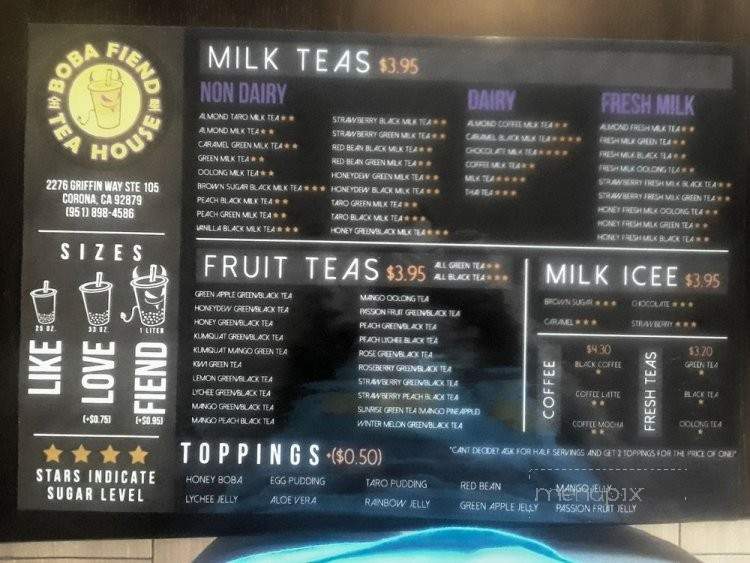 BOBA FIEND
TEA HOUSE
2276 GRIFFIN WAY STE 105
CORONA, CA 92879
(951) 898-4586
SIZES
20 OZ.
32 OZ.
1 LITER
LIKE
LOVE
(+$0.75)
FIEND
(+$0.95)
STARS INDICATE
SUGAR LEVEL
MILK TEAS $3.95
NON DAIRY
ALMOND TARO MILK TEA ★★
ALMOND MILK TEA ★★
CARAMEL GREEN MILK TEA ★★
GREEN MILK TEA ★★
OOLONG MILK TEA ★★
BROWN SUGAR BLACK MILK TEA ★★★
PEACH BLACK MILK TEA ★★
PEACH GREEN MILK TEA ★★
VANILLA BLACK MILK TEA ★★★
STRAWBERRY BLACK MILK TEA ★★
STRAWBERRY GREEN MILK TEA ★★
RED BEAN BLACK MILK TEA ★★
RED BEAN GREEN MILK TEA ★★
HONEYDEW GREEN MILK TEA ★★
HONEYDEW BLACK MILK TEA ★★
TARO GREEN MILK TEA ★★
TARO BLACK MILK TEA ★★
HONEY GREEN/BLACK MILK TEA ★★★
DAIRY
ALMOND COFFEE MILK TEA ★★
CARAMEL BLACK MILK TEA ★★★★
CHOCOLATE MILK TEA ★★★★
COFFEE MILK TEA ★★
MILK TEA ★★★★
THAI TEA ★★★
FRESH MILK
ALMOND FRESH MILK TEA ★★
FRESH MILK GREEN TEA ★★
FRESH MILK BLACK TEA ★★
FRESH MILK OOLONG TEA ★★
STRAWBERRY FRESH MILK BLACK TEA ★★
STRAWBERRY FRESH MILK GREEN TEA ★★
HONEY FRESH MILK OOLONG TEA ★★
HONEY FRESH MILK GREEN TEA ★★
HONEY FRESH MILK BLACK TEA ★★
FRUIT TEAS $3.95
ALL GREEN TEA ★★
ALL BLACK TEA ★★★
GREEN APPLE GREEN/BLACK TEA
HONEYDEW GREEN/BLACK TEA
HONEY GREEN/BLACK TEA
KUMQUAT GREEN/BLACK TEA
KUMQUAT MANGO GREEN TEA
KIWI GREEN TEA
LEMON GREEN/BLACK TEA
LYCHEE GREEN/BLACK TEA
MANGO GREEN/BLACK TEA
MANGO PEACH BLACK TEA
MANGO OOLONG TEA
PASSION FRUIT GREEN/BLACK TEA
PEACH GREEN/BLACK TEA
PEACH LYCHEE BLACK TEA
ROSE GREEN/BLACK TEA
ROSEBERRY GREEN/BLACK TEA
STRAWBERRY GREEN/BLACK TEA
STRAWBERRY PEACH BLACK TEA
SUNRISE GREEN TEA (MANGO PINEAPPLE)
WINTER MELON GREEN/BLACK TEA
MILK ICEE $3.95
BROWN SUGAR ★★★
CHOCOLATE ★★★
CARAMEL ★★★
STRAWBERRY ★★★
COFFEE
$4.30
BLACK COFFEE
★
COFFEE LATTE
★★
COFFEE MOCHA
★★
FRESH TEAS
$3.20
GREEN TEA
★
BLACK TEA
★
OOLONG TEA
★
TOPPINGS +($0.50)
*CANT DECIDE? ASK FOR HALF SERVINGS AND GET 2 TOPPINGS FOR THE PRICE OF ONE!*
HONEY BOBA
EGG PUDDING
TARO PUDDING
RED BEAN
MANGO JELLY
LYCHEE JELLY
ALOE VERA
RAINBOW JELLY
GREEN APPLE JELLY
PASSION FRUIT JELLY
menupix